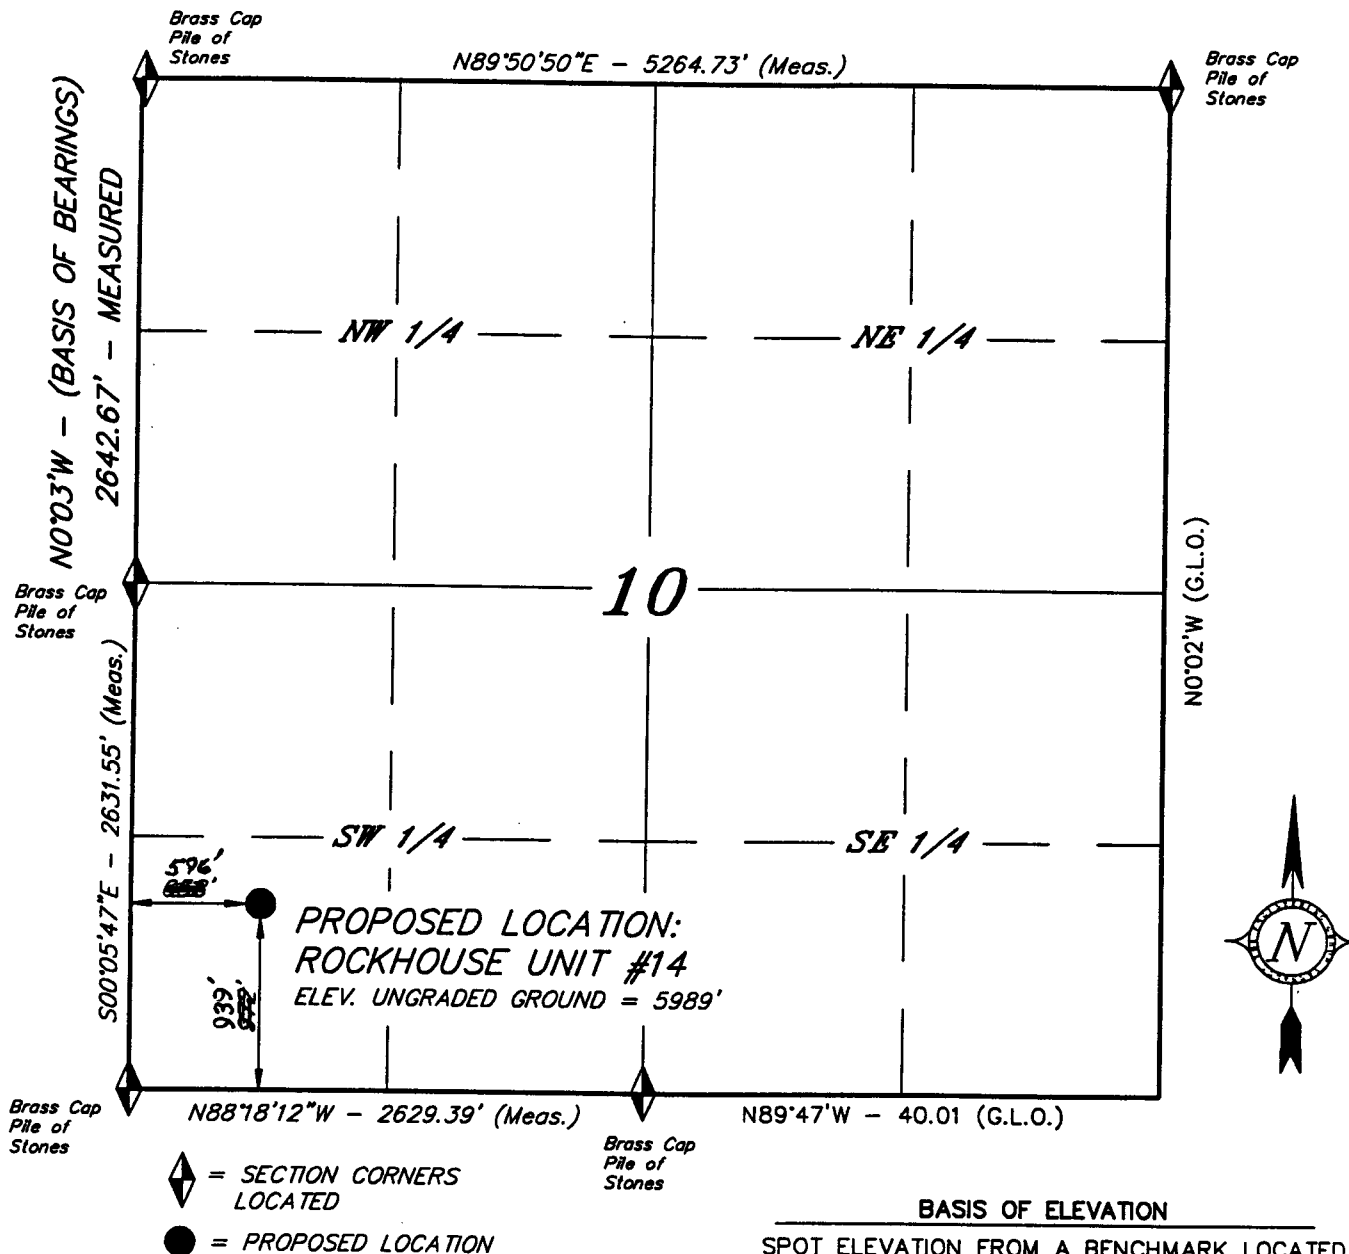 Brass Cap
Pile of
Stones
N89°50'50"E - 5264.73' (Meas.)
Brass Cap
Pile of
Stones
N0°03'W - (BASIS OF BEARINGS)
2642.67' - MEASURED
NW 1/4
NE 1/4
Brass Cap
Pile of
Stones
10
N0°02'W (G.L.O.)
S00°05'47"E - 2631.55' (Meas.)
SW 1/4
SE 1/4
596'
939'
PROPOSED LOCATION:
ROCKHOUSE UNIT #14
ELEV. UNGRADED GROUND = 5989'
N
Brass Cap
Pile of
Stones
N88°18'12"W - 2629.39' (Meas.)
N89°47'W - 40.01 (G.L.O.)
Brass Cap
Pile of
Stones
= SECTION CORNERS
LOCATED
= PROPOSED LOCATION
BASIS OF ELEVATION
SPOT ELEVATION FROM A BENCHMARK LOCATED